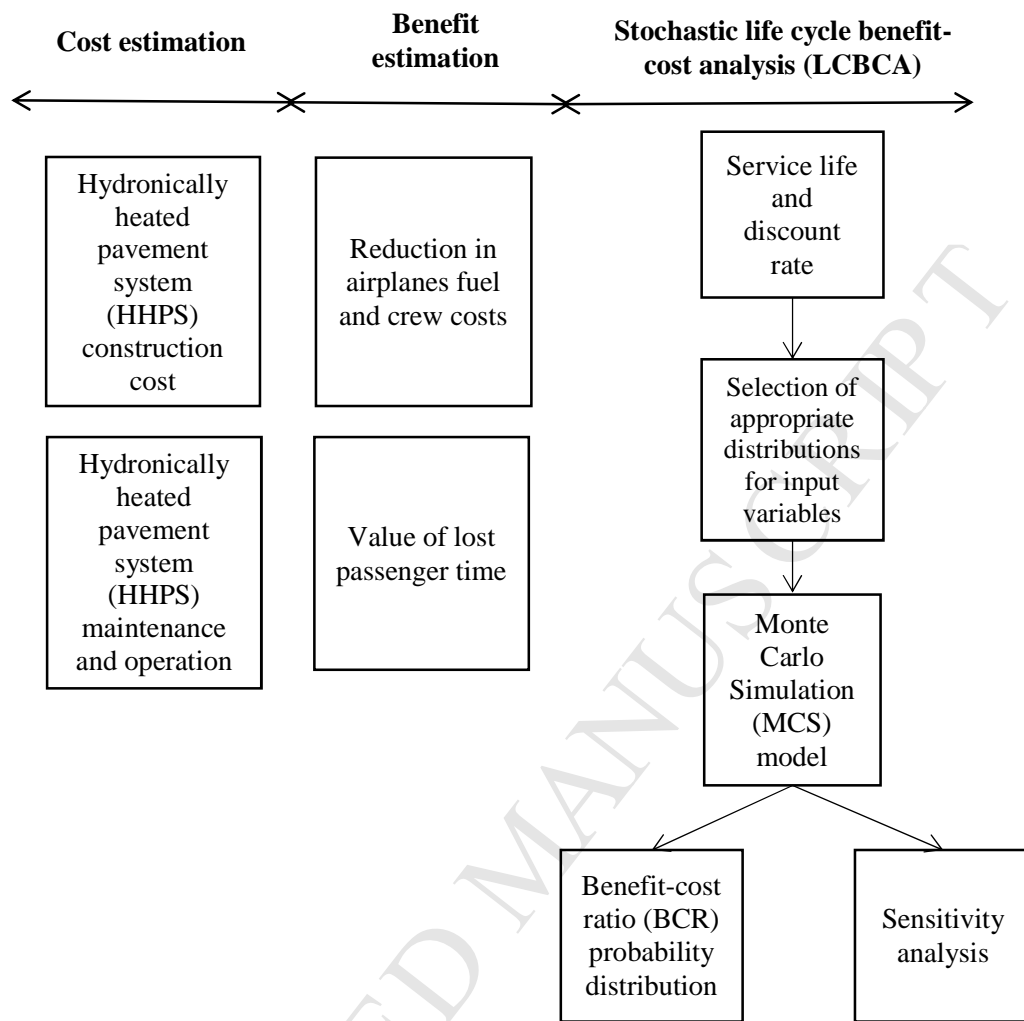 Cost estimation
Benefit
estimation
Stochastic life cycle benefit-
cost analysis (LCBCA)
Hydronically
heated
pavement
system
(HHPS)
construction
cost
Reduction in
airplanes fuel
and crew costs
Service life
and
discount
rate
Hydronically
heated
pavement
system
(HHPS)
maintenance
and operation
Value of lost
passenger time
Selection of
appropriate
distributions
for input
variables
Monte
Carlo
Simulation
(MCS)
model
Benefit-cost
ratio (BCR)
probability
distribution
Sensitivity
analysis
ED MANUSCRIPT